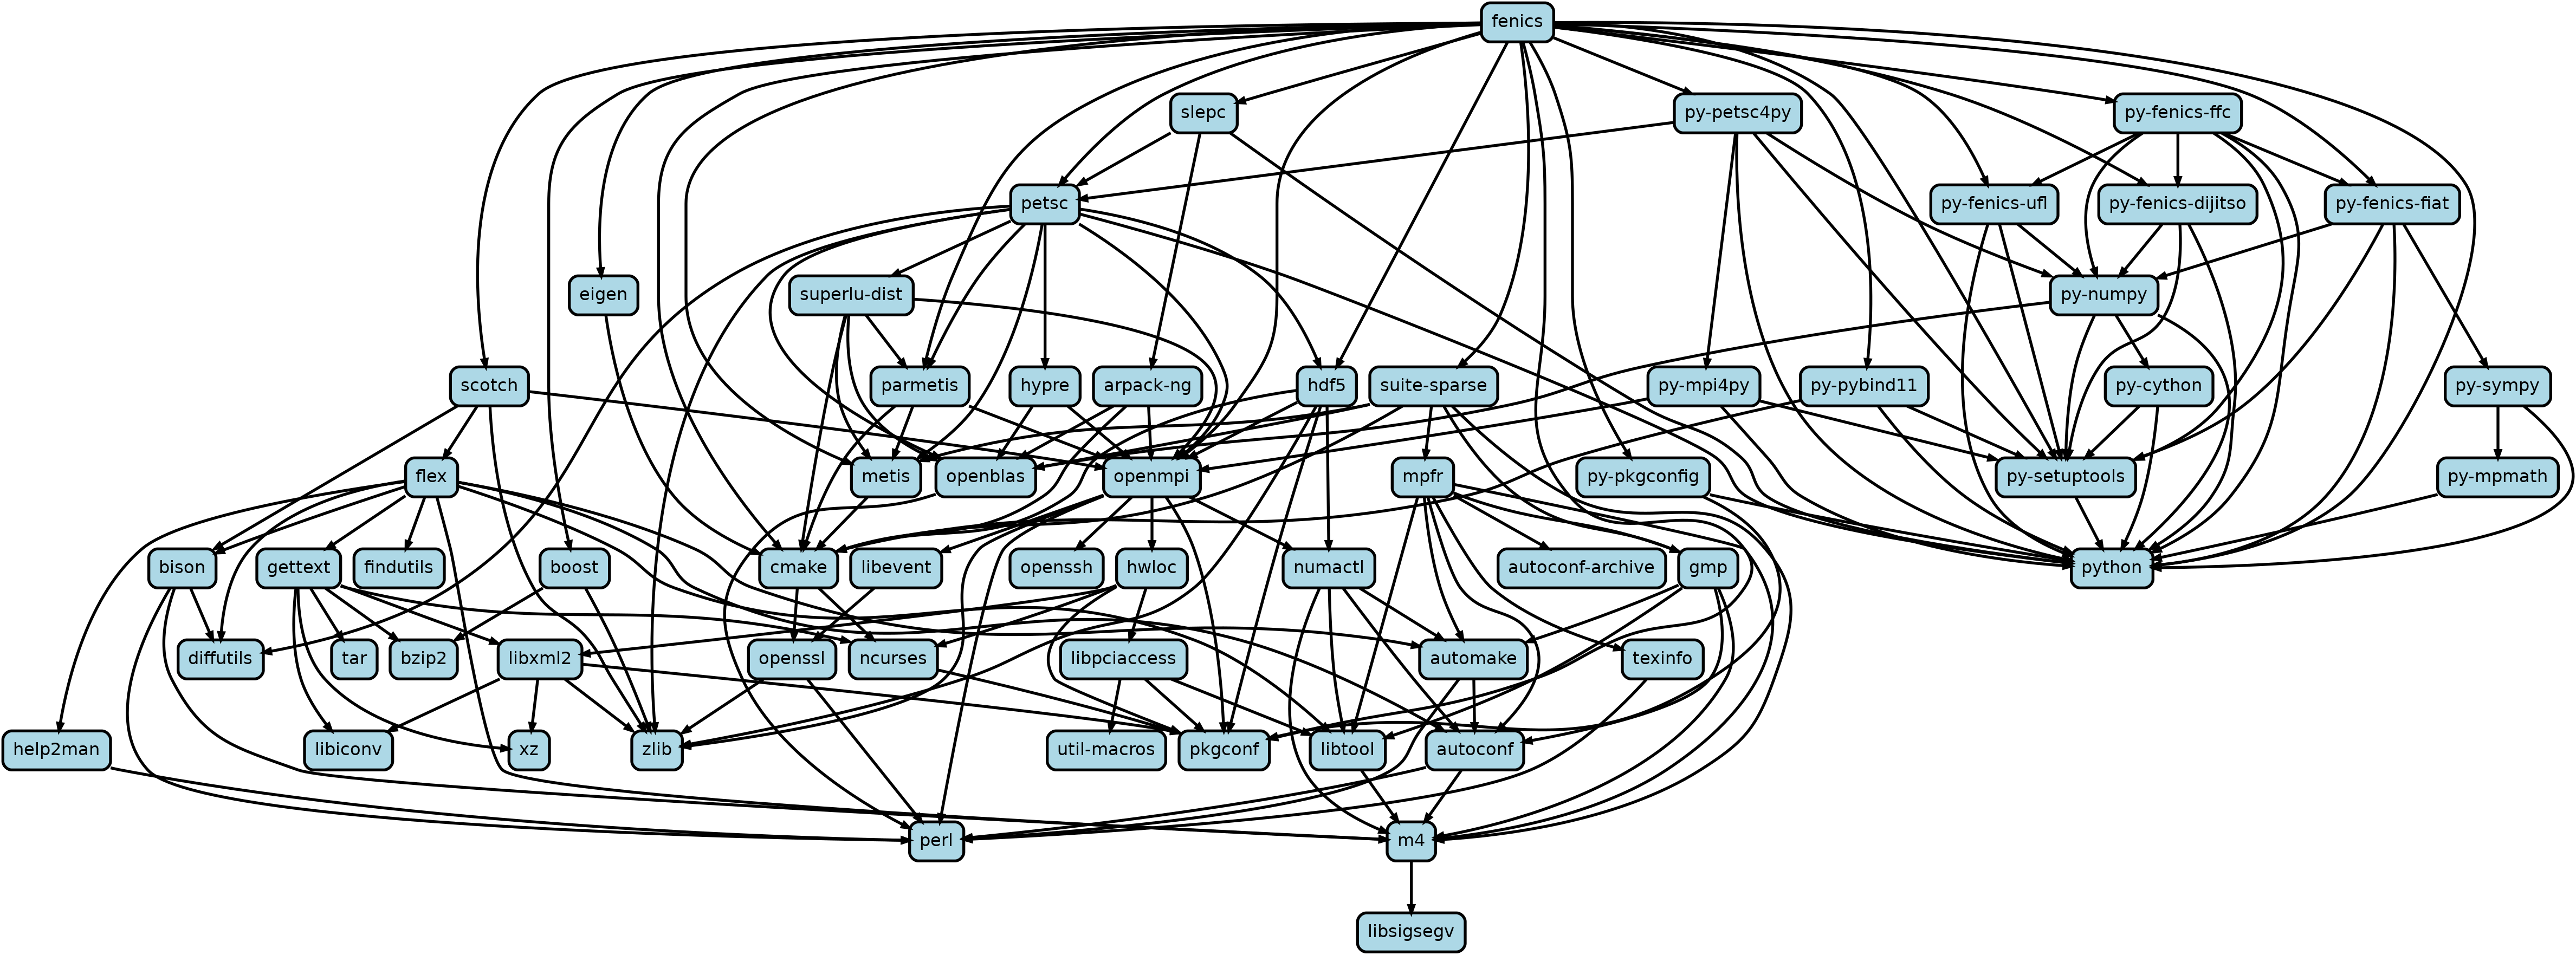 fenics
slepc
py-petsc4py
py-fenics-ffc
petsc
py-fenics-ufl
py-fenics-dijitso
py-fenics-fiat
eigen
superlu-dist
py-numpy
scotch
parmetis
hypre
arpack-ng
hdf5
suite-sparse
py-mpi4py
py-pybind11
py-cython
py-sympy
flex
metis
openblas
openmpi
mpfr
py-pkgconfig
py-setuptools
py-mpmath
bison
gettext
findutils
boost
cmake
libevent
openssh
hwloc
numactl
autoconf-archive
gmp
python
diffutils
tar
bzip2
libxml2
openssl
ncurses
libpciaccess
automake
texinfo
help2man
libiconv
xz
zlib
util-macros
pkgconf
libtool
autoconf
perl
m4
libsigsegv